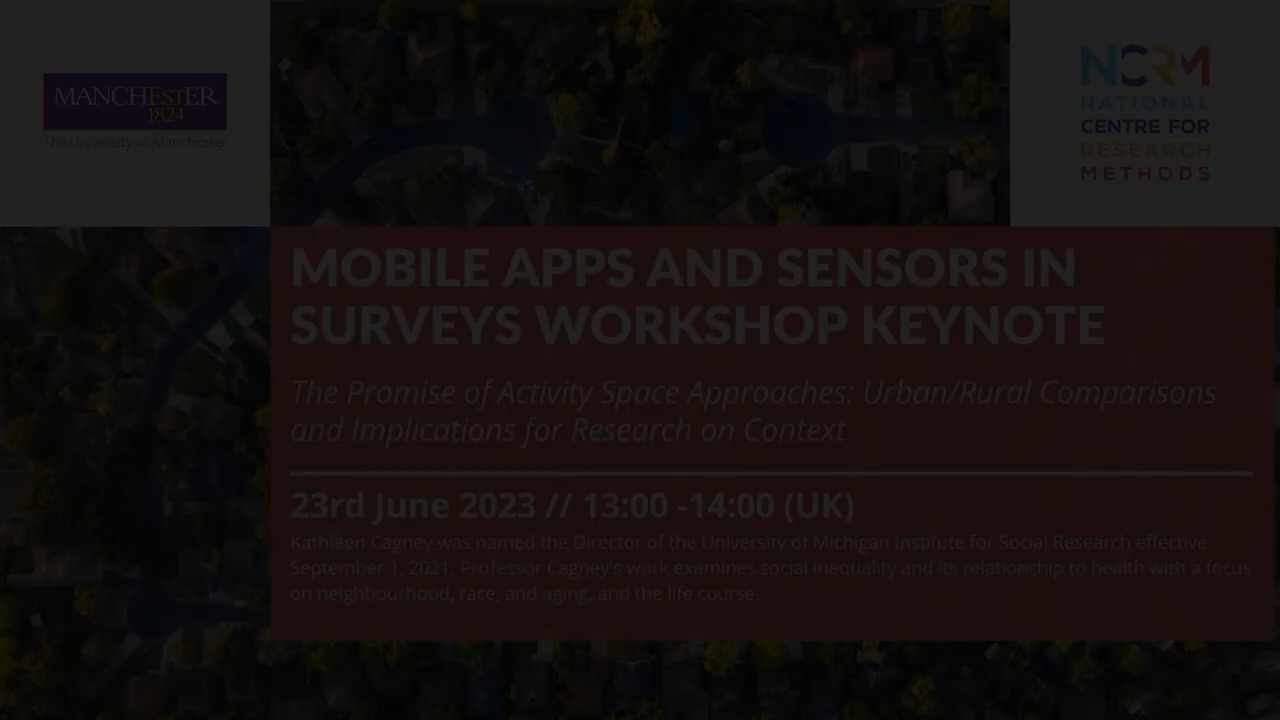 MANCHESTER
1824
The University of Manchester
NCRM
NATIONAL
CENTRE FOR
RESEARCH
METHODS
MOBILE APPS AND SENSORS IN
SURVEYS WORKSHOP KEYNOTE
The Promise of Activity Space Approaches: Urban/Rural Comparisons
and Implications for Research on Context
23rd June 2023 // 13:00 -14:00 (UK)
Kathleen Cagney was named the Director of the University of Michigan Institute for Social Research effective
September 1, 2021. Professor Cagney's work examines social inequality and its relationship to health with a focus
on neighbourhood, race, and aging, and the life course.